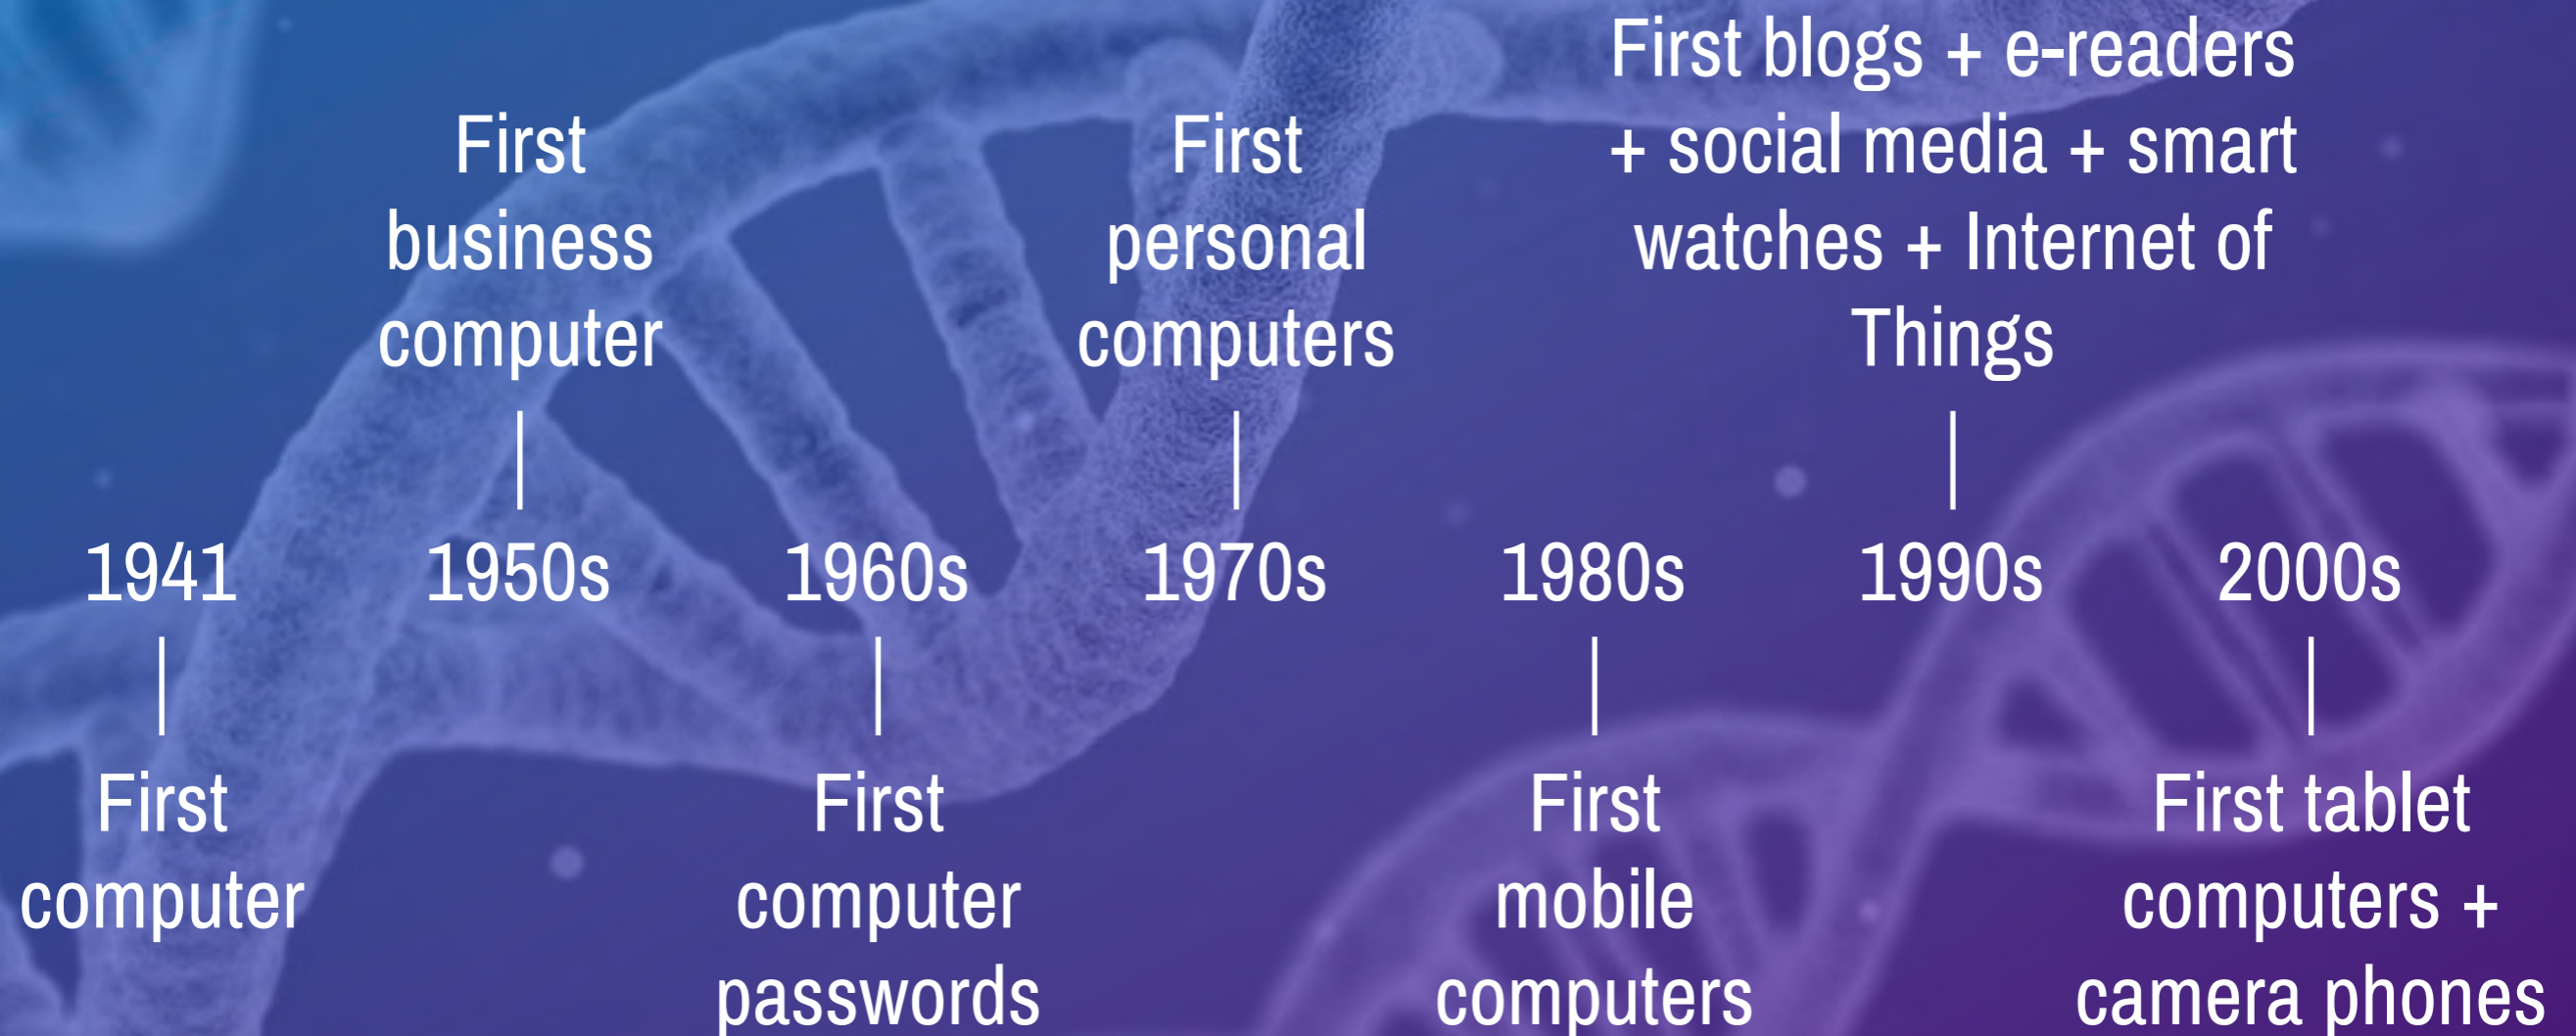 First blogs + e-readers
+ social media + smart
watches + Internet of
Things
First
business
computer
First
personal
computers
1941
1950s
1960s
1970s
1980s
1990s
2000s
First
computer
First
computer
passwords
First
mobile
computers
First tablet
computers +
camera phones